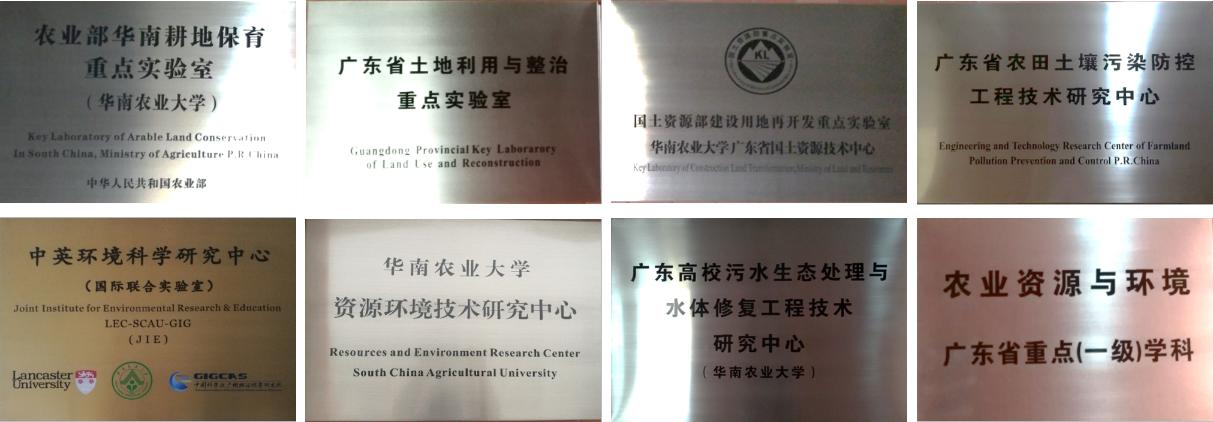 农业部华南耕地保育
重点实验室
(华南农业大学)
Key Laboratory of Arable Land Conservation
In South China, Ministry of Agriculture P.R.China
中华人民共和国农业部
广东省土地利用与整治
重点实验室
Guangdong Provincial Key Laborarory
of Land Use and Reconstruction
KL
国土资源部建设用地再开发重点实验室
华南农业大学广东省国土资源技术中心
Key Laboratory of Construction Land Transformation, Ministry of Land and Resources
广东省农田土壤污染防控
工程技术研究中心
Engineering and Technology Research Center of Farmland
Pollution Prevention and Control P.R.China
中英环境科学研究中心
(国际联合实验室)
Joint Institute for Environmental Research & Education
LEC-SCAU-GIG
(JIE)
Lancaster
University
GIGCAS
华南农业大学
资源环境技术研究中心
Resources and Environment Research Center
South China Agricultural University
广东高校污水生态处理与
水体修复工程技术
研究中心
(华南农业大学)
农业资源与环境
广东省重点(一级)学科